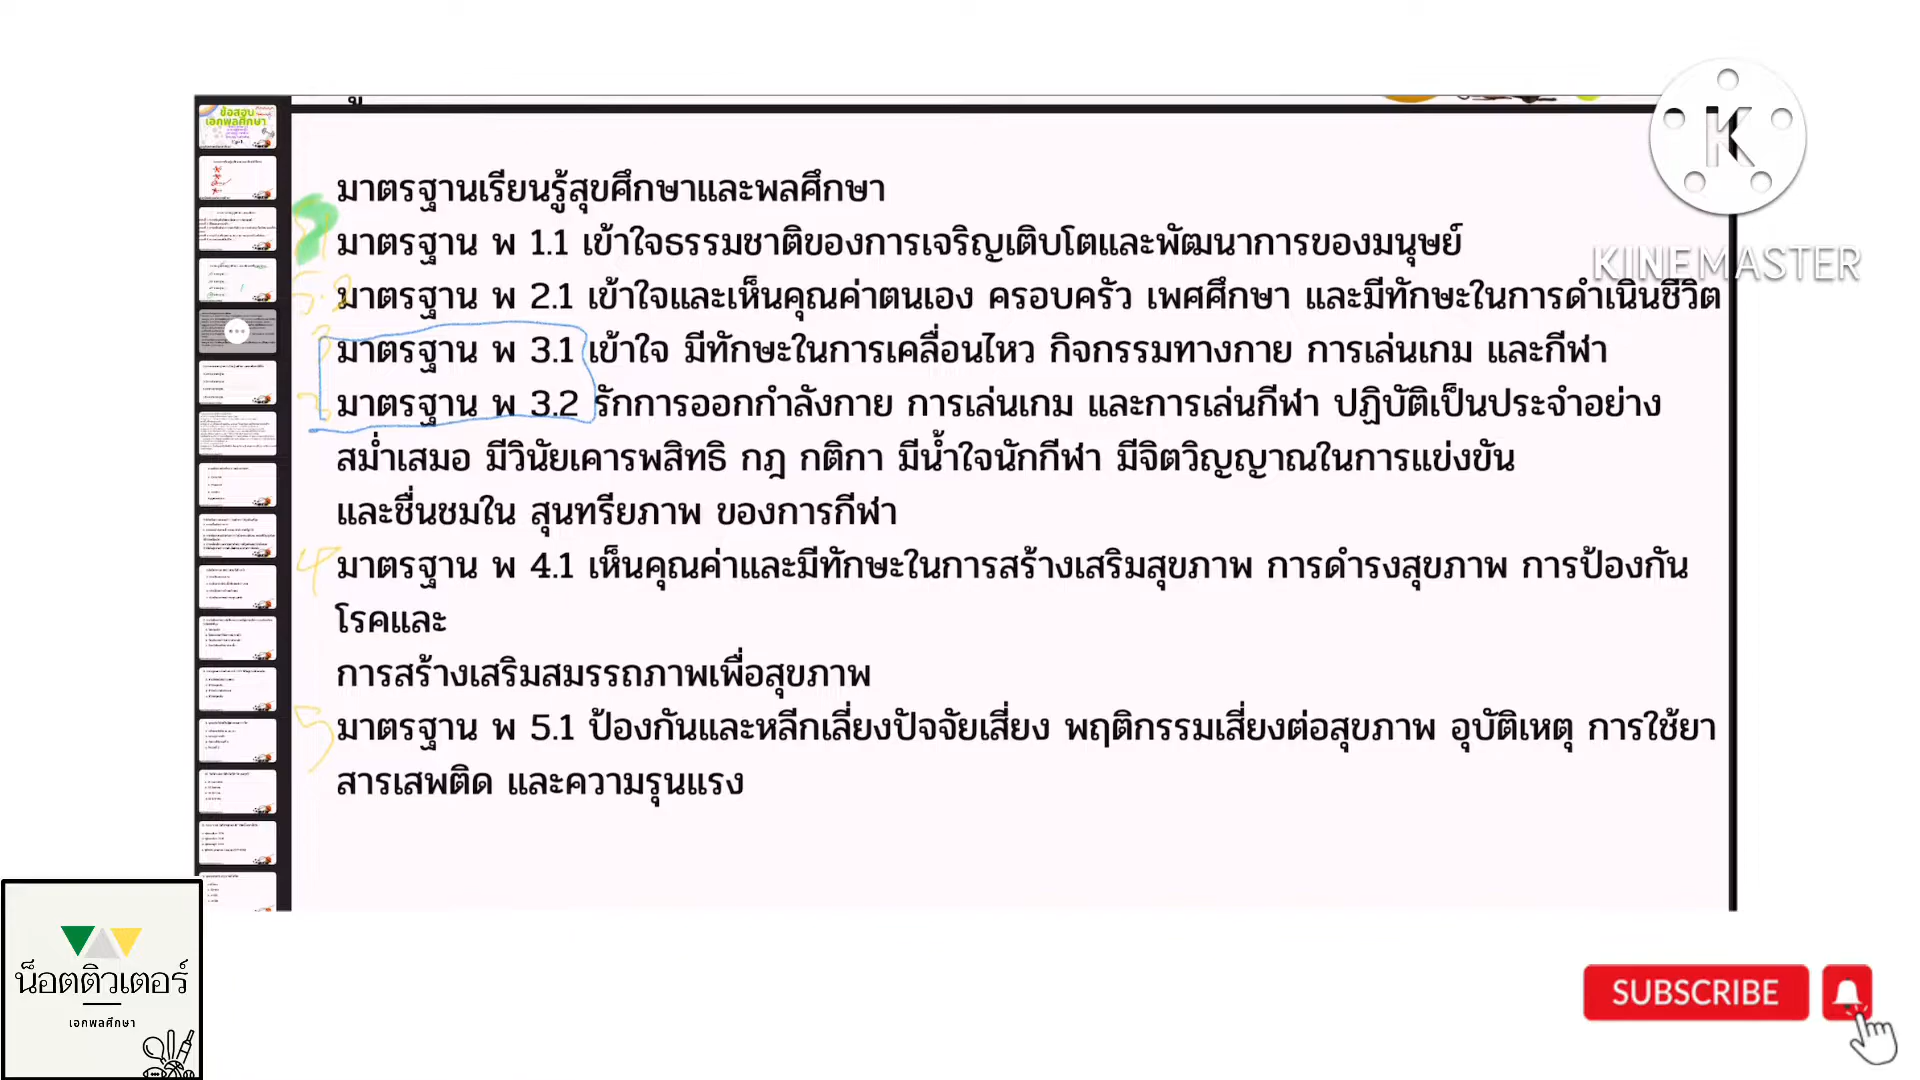 ข้อสอบ
เอกพลศึกษา
มาตรฐานเรียนรู้สุขศึกษาและพลศึกษา
มาตรฐาน พ 1.1 เข้าใจธรรมชาติของการเจริญเติบโตและพัฒนาการของมนุษย์
มาตรฐาน พ 2.1 เข้าใจและเห็นคุณค่าตนเอง ครอบครัว เพศศึกษา และมีทักษะในการดำเนินชีวิต
มาตรฐาน พ 3.1 เข้าใจ มีทักษะในการเคลื่อนไหว กิจกรรมทางกาย การเล่นเกม และกีฬา
มาตรฐาน พ 3.2 รักการออกกำลังกาย การเล่นเกม และการเล่นกีฬา ปฏิบัติเป็นประจำอย่าง
สม่ำเสมอ มีวินัยเคารพสิทธิ กฎ กติกา มีน้ำใจนักกีฬา มีจิตวิญญาณในการแข่งขัน
และชื่นชมใน สุนทรียภาพ ของการกีฬา
4 มาตรฐาน พ 4.1 เห็นคุณค่าและมีทักษะในการสร้างเสริมสุขภาพ การดำรงสุขภาพ การป้องกัน
โรคและ
การสร้างเสริมสมรรถภาพเพื่อสุขภาพ
5 มาตรฐาน พ 5.1 ป้องกันและหลีกเลี่ยงปัจจัยเสี่ยง พฤติกรรมเสี่ยงต่อสุขภาพ อุบัติเหตุ การใช้ยา
สารเสพติด และความรุนแรง
K
KINEMASTER
น็อตติวเตอร์
เอกพลศึกษา
SUBSCRIBE